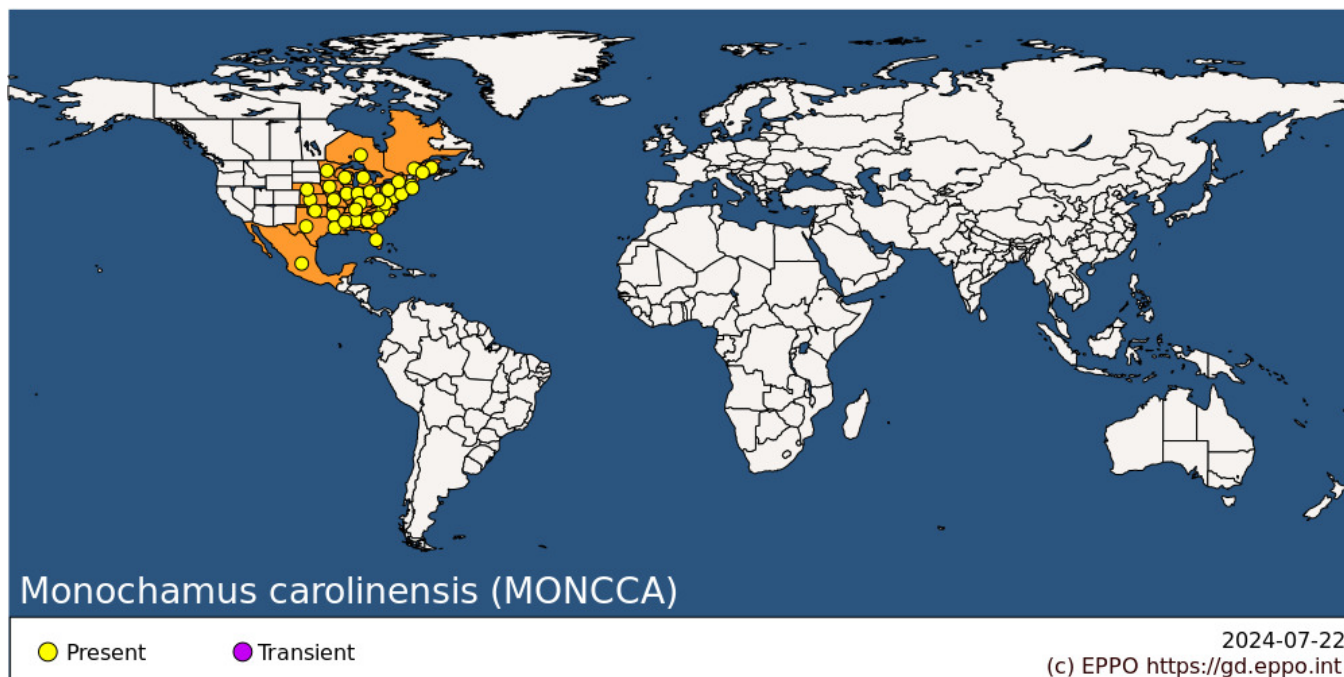 Monochamus carolinensis (MONCCA)
Present
Transient
2024-07-22
(c) EPPO https://gd.eppo.int